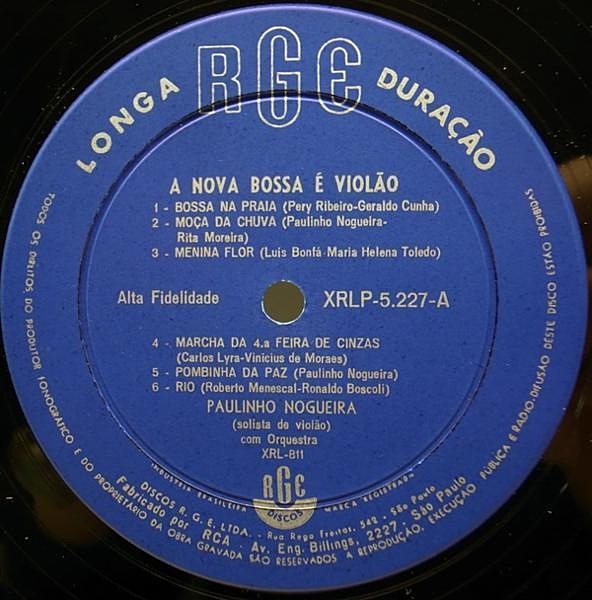 LONGA RGE DURAÇÃO
A NOVA BOSSA É VIOLÃO
1 - BOSSA NA PRAIA (Pery Ribeiro-Geraldo Cunha)
2 - MOÇA DA CHUVA (Paulinho Nogueira-
Rita Moreira)
3 - MENINA FLOR (Luis Bonfá-Maria Helena Toledo)
Alta Fidelidade XRLP-5.227-A
4 - MARCHA DA 4.a FEIRA DE CINZAS
(Carlos Lyra-Vinicius de Moraes)
5 - POMBINHA DA PAZ (Paulinho Nogueira)
6 - RIO (Roberto Menescal-Ronaldo Boscoli)
PAULINHO NOGUEIRA
(solista de violão)
com Orquestra
XRL-811
INDUSTRIA BRASILEIRA RGE DISCOS MARCA REGISTRADA
DISCOS R. G. E. LTDA. - Rua Rego Freitas, 542 - São Paulo
Fabricado por RCA - Av. Eng. Billings, 2227 - São Paulo
TODOS OS DIREITOS DO PRODUTOR FONOGRÁFICO E DO PROPRIETÁRIO DA OBRA GRAVADA SÃO RESERVADOS A REPRODUÇÃO, EXECUÇÃO PÚBLICA E RADIO-DIFUSÃO DESTE DISCO ESTÃO PROIBIDAS